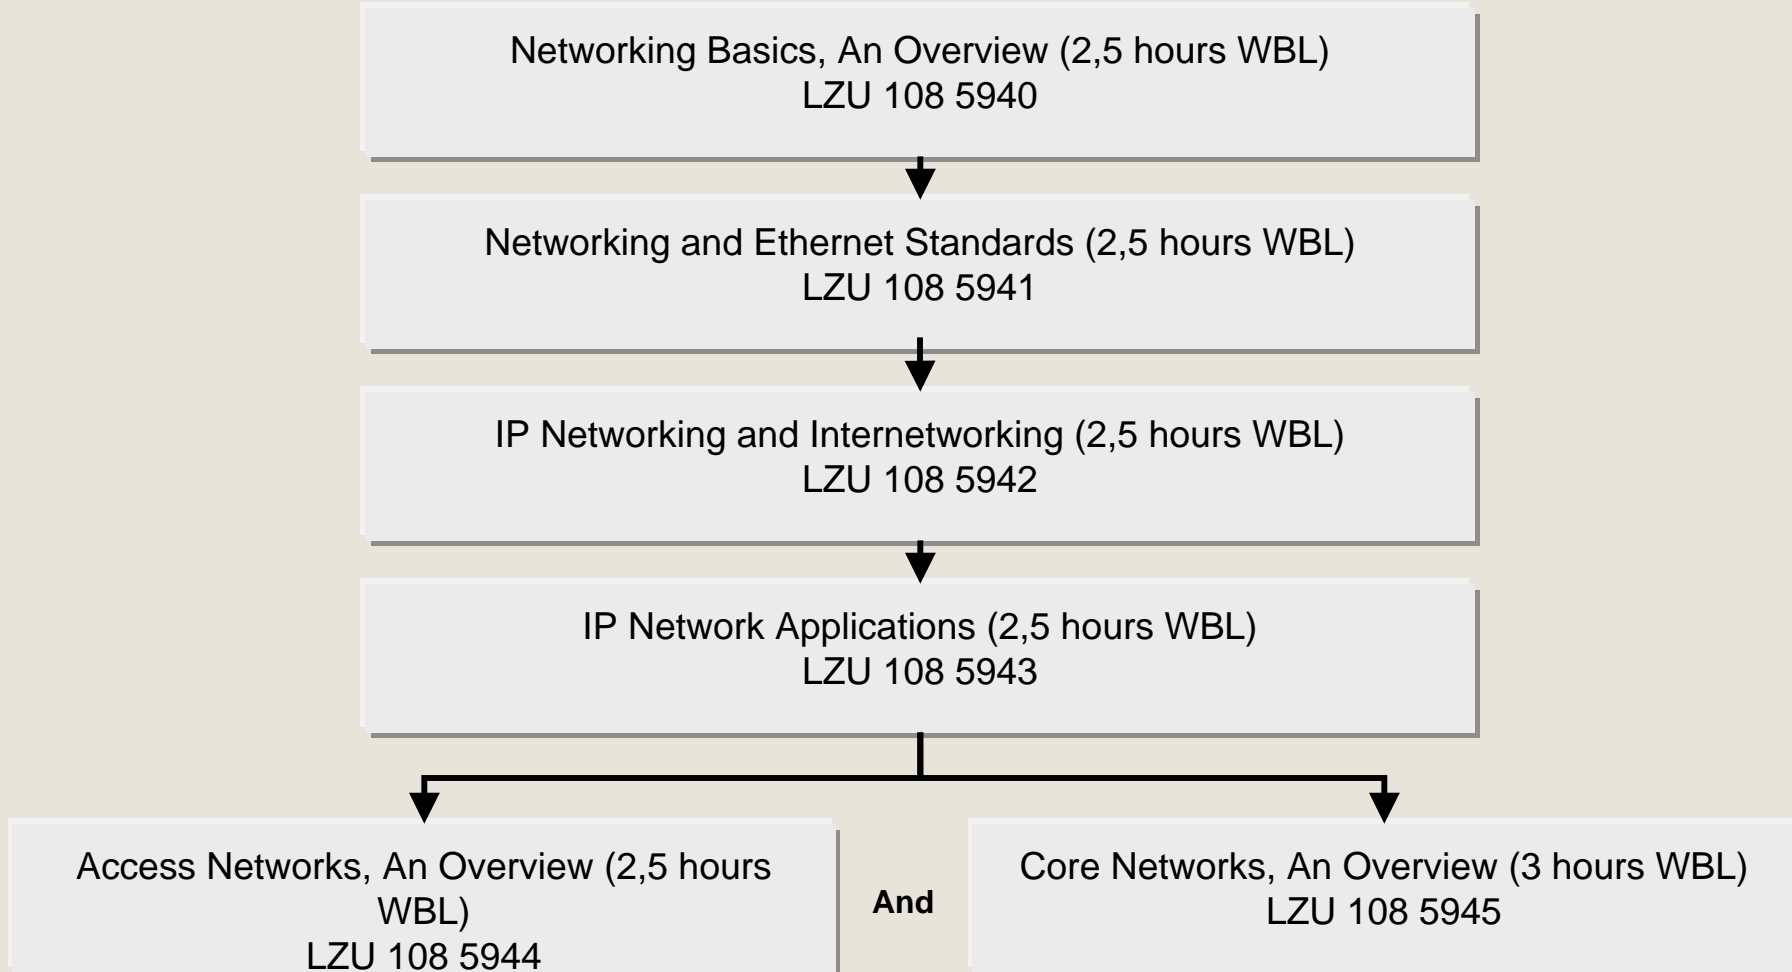 Networking Basics, An Overview (2,5 hours WBL)
LZU 108 5940
Networking and Ethernet Standards (2,5 hours WBL)
LZU 108 5941
IP Networking and Internetworking (2,5 hours WBL)
LZU 108 5942
IP Network Applications (2,5 hours WBL)
LZU 108 5943
Access Networks, An Overview (2,5 hours
WBL)
LZU 108 5944
And
Core Networks, An Overview (3 hours WBL)
LZU 108 5945